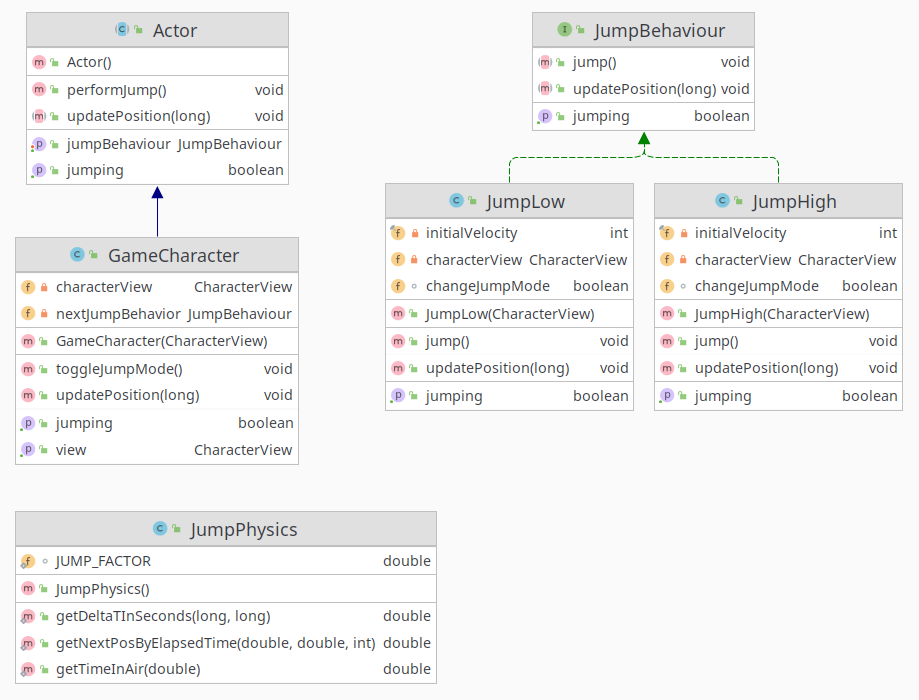 Actor
Actor()
performJump() void
updatePosition(long) void
jumpBehaviour JumpBehaviour
jumping boolean
JumpBehaviour
jump() void
updatePosition(long) void
jumping boolean
GameCharacter
characterView CharacterView
nextJumpBehavior JumpBehaviour
GameCharacter(CharacterView)
toggleJumpMode() void
updatePosition(long) void
jumping boolean
view CharacterView
JumpLow
initialVelocity int
characterView CharacterView
changeJumpMode boolean
JumpLow(CharacterView)
jump() void
updatePosition(long) void
jumping boolean
JumpHigh
initialVelocity int
characterView CharacterView
changeJumpMode boolean
JumpHigh(CharacterView)
jump() void
updatePosition(long) void
jumping boolean
JumpPhysics
JUMP_FACTOR double
JumpPhysics()
getDeltaTInSeconds(long, long) double
getNextPosByElapsedTime(double, double, int) double
getTimeInAir(double) double